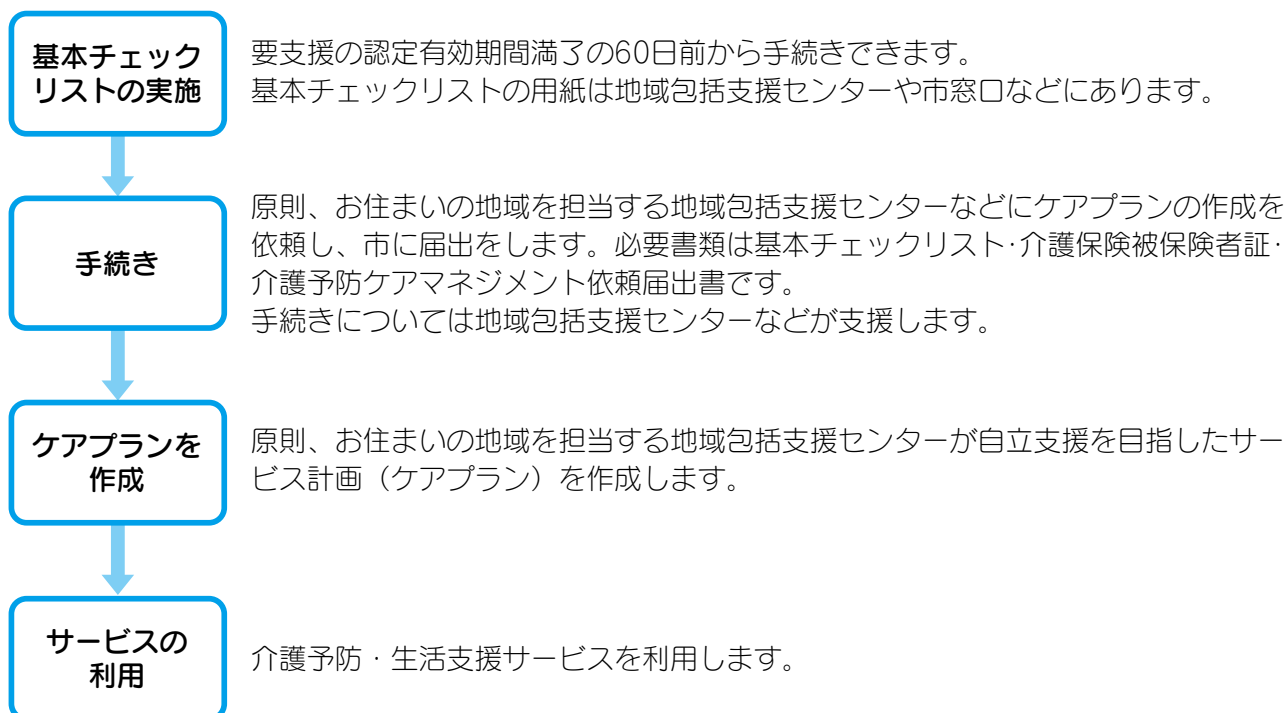 基本チェック
リストの実施
要支援の認定有効期間満了の60日前から手続きできます。
基本チェックリストの用紙は地域包括支援センターや市窓口などにあります。
手続き
原則、お住まいの地域を担当する地域包括支援センターなどにケアプランの作成を
依頼し、市に届出をします。必要書類は基本チェックリスト・介護保険被保険者証・
介護予防ケアマネジメント依頼届出書です。
手続きについては地域包括支援センターなどが支援します。
ケアプランを
作成
原則、お住まいの地域を担当する地域包括支援センターが自立支援を目指したサー
ビス計画（ケアプラン）を作成します。
サービスの
利用
介護予防・生活支援サービスを利用します。